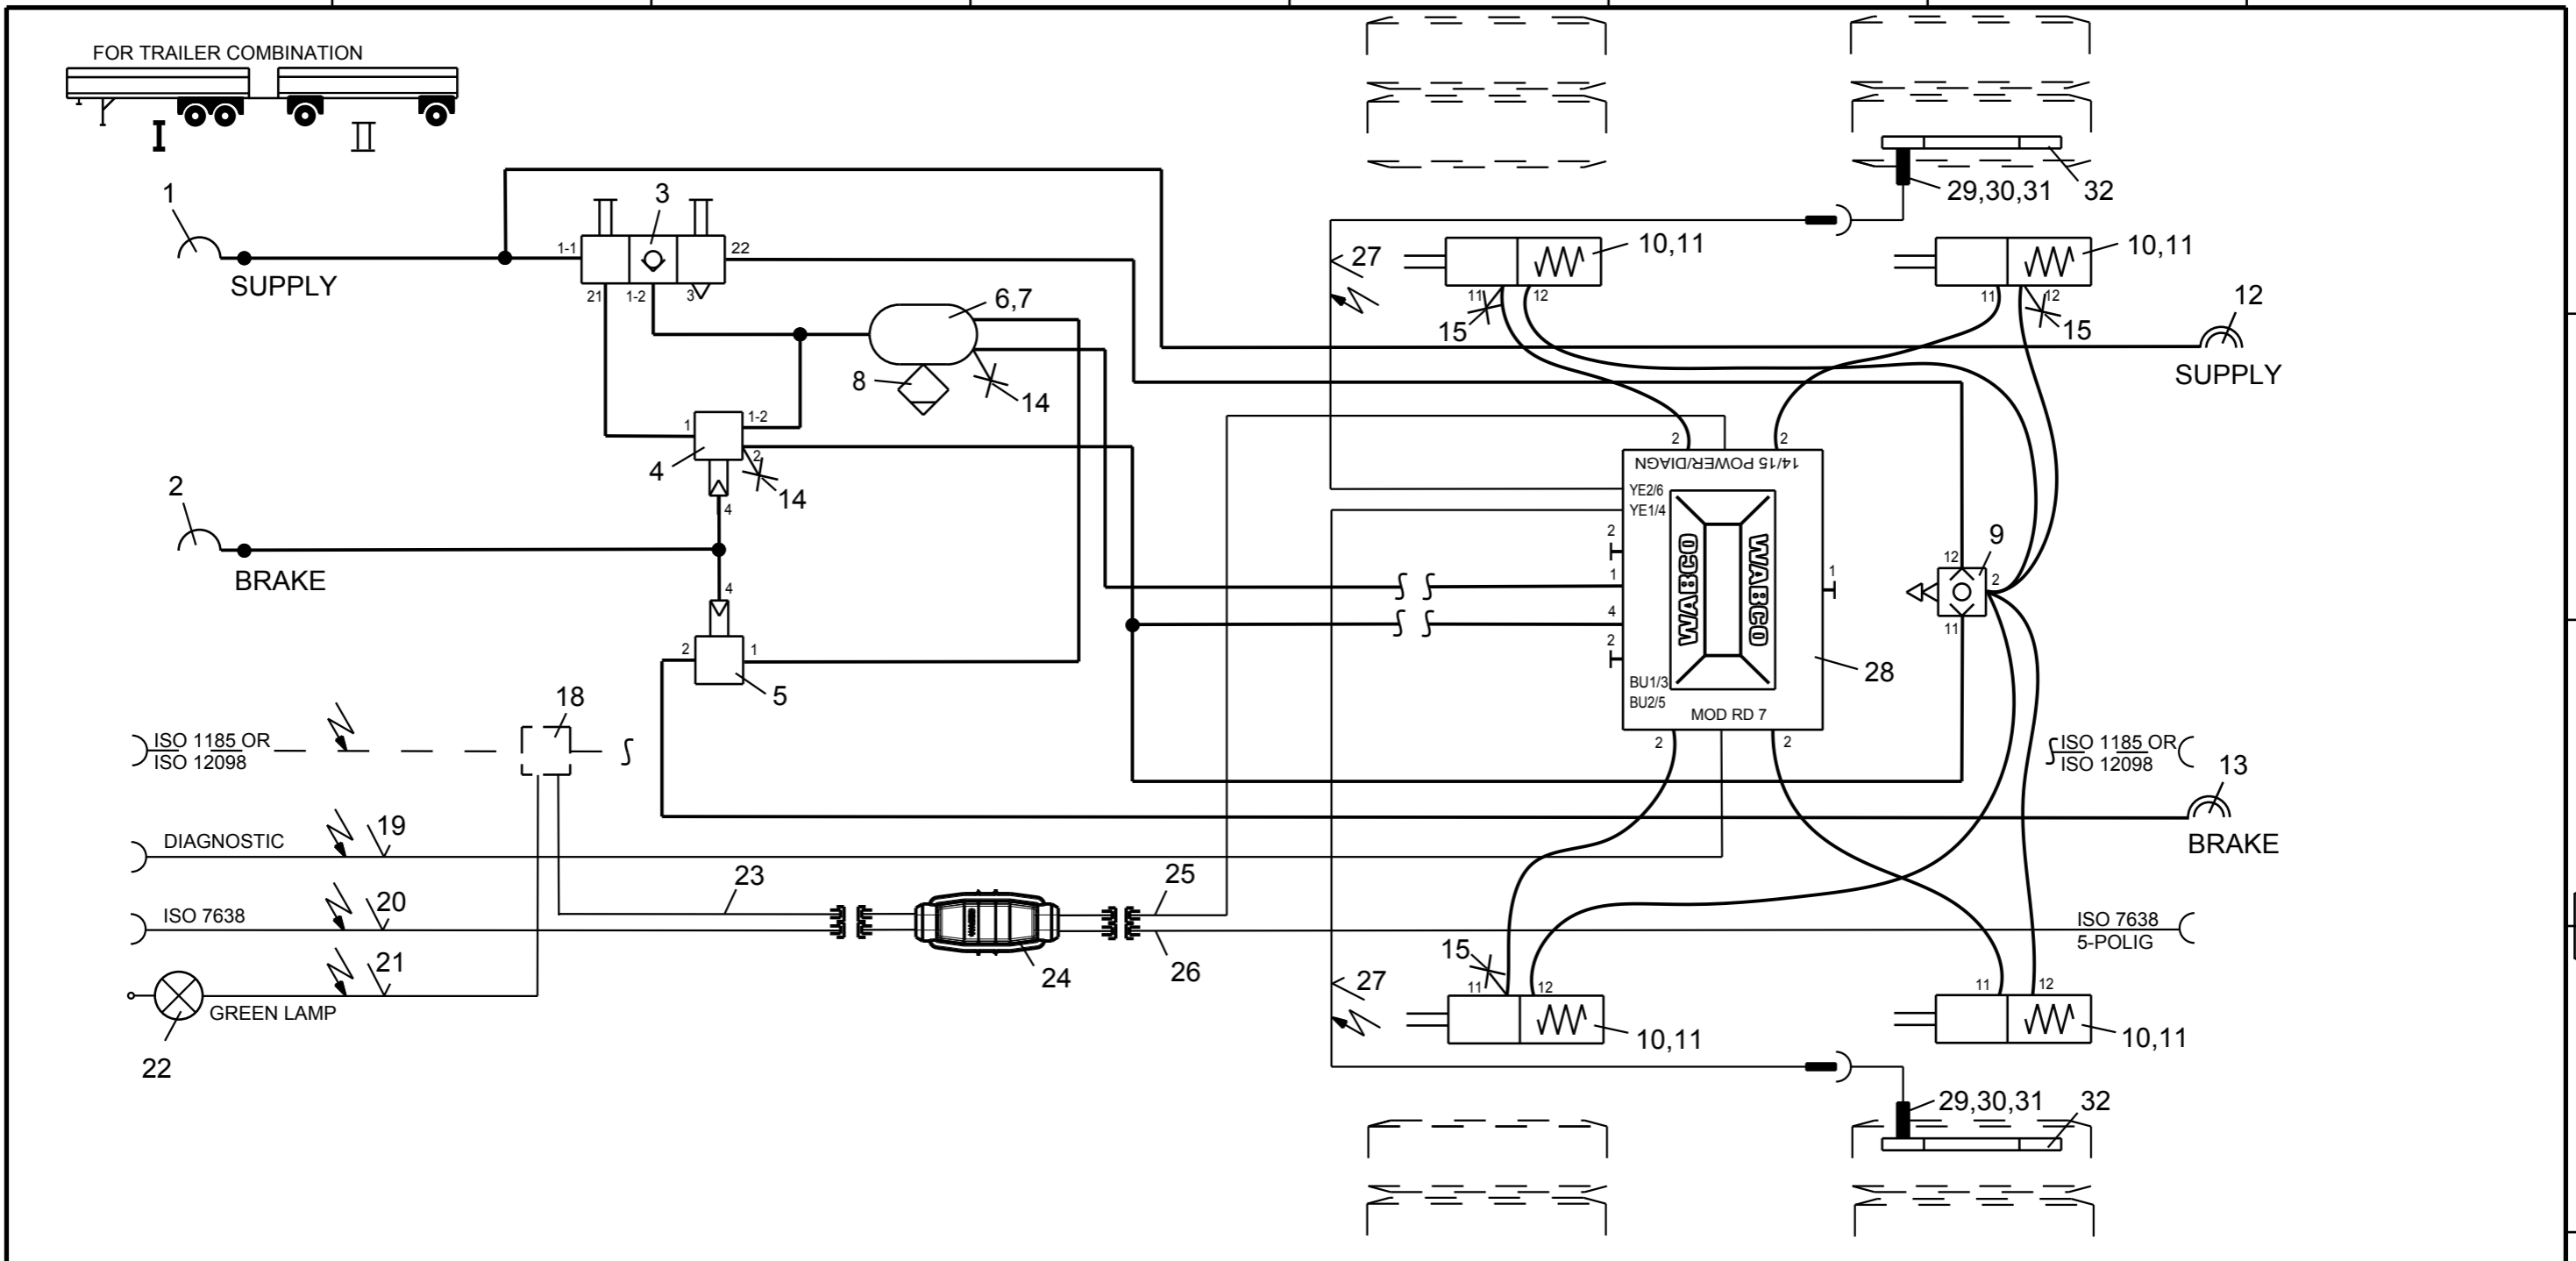 FOR TRAILER COMBINATION
I
II
1
SUPPLY
1-1
3
22
21
1-2
3
6,7
8
14
1
1-2
4
2
14
4
2
BRAKE
4
2
1
5
29,30,31
32
27
10,11
11
12
15
10,11
11
12
15
12
SUPPLY
2
2
14/15 POWER/DIAGN
YE2/6
YE1/4
2
1
4
2
WABCO
WABCO
1
BU1/3
BU2/5
MOD RD 7
2
2
28
9
12
2
11
18
ISO 1185 OR
ISO 12098
ISO 1185 OR
ISO 12098
13
BRAKE
DIAGNOSTIC
19
23
25
ISO 7638
20
24
26
ISO 7638
5-POLIG
21
GREEN LAMP
22
15
11
12
27
10,11
11
12
10,11
29,30,31
32